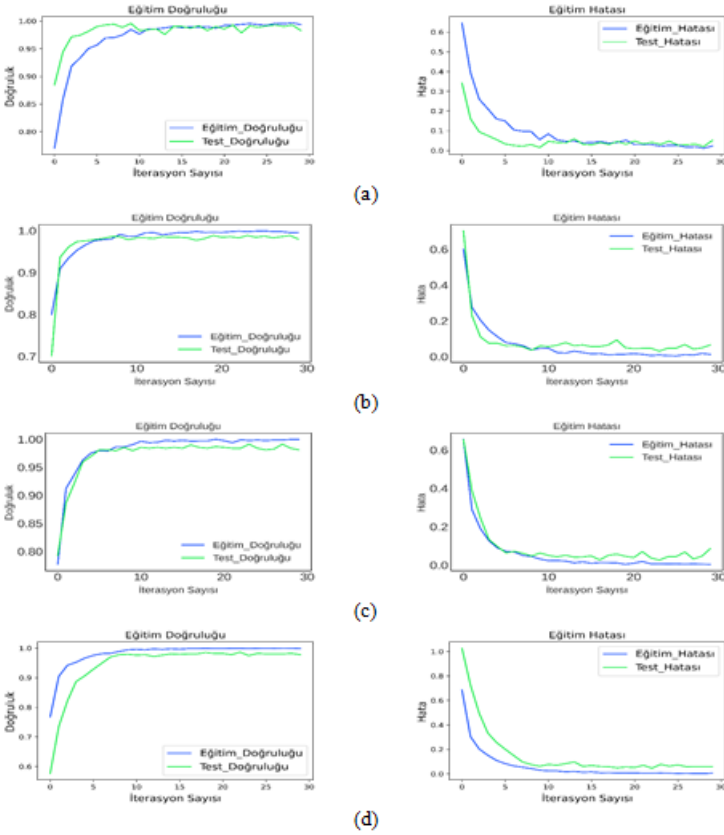 Eğitim Doğruluğu
Doğruluk
1.00
0.95
0.90
0.85
0.80
Eğitim_Doğruluğu
Test_Doğruluğu
0 5 10 15 20 25 30
İterasyon Sayısı
Eğitim Hatası
Hata
0.6
0.5
0.4
0.3
0.2
0.1
0.0
Eğitim_Hatası
Test_Hatası
0 5 10 15 20 25 30
İterasyon Sayısı
(a)
Eğitim Doğruluğu
Doğruluk
1.0
0.9
0.8
0.7
Eğitim_Doğruluğu
Test_Doğruluğu
0 10 20 30
İterasyon Sayısı
Eğitim Hatası
Hata
0.6
0.4
0.2
0.0
Eğitim_Hatası
Test_Hatası
0 10 20 30
İterasyon Sayısı
(b)
Eğitim Doğruluğu
Doğruluk
1.00
0.95
0.90
0.85
0.80
Eğitim_Doğruluğu
Test_Doğruluğu
0 10 20 30
İterasyon Sayısı
Eğitim Hatası
Hata
0.6
0.4
0.2
0.0
Eğitim_Hatası
Test_Hatası
0 10 20 30
İterasyon Sayısı
(c)
Eğitim Doğruluğu
Doğruluk
1.0
0.9
0.8
0.7
0.6
Eğitim_Doğruluğu
Test_Doğruluğu
0 5 10 15 20 25 30
İterasyon Sayısı
Eğitim Hatası
Hata
1.0
0.8
0.6
0.4
0.2
0.0
Eğitim_Hatası
Test_Hatası
0 5 10 15 20 25 30
İterasyon Sayısı
(d)